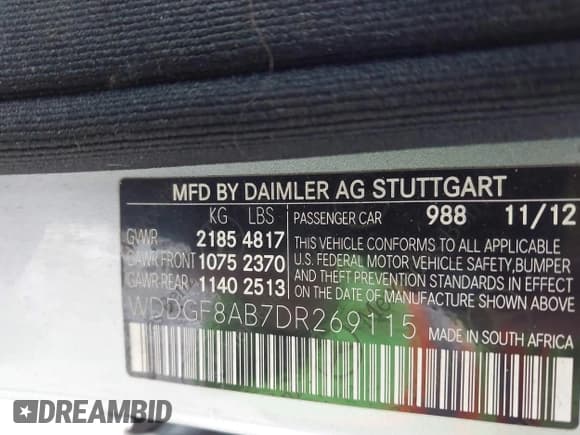 MFD BY DAIMLER AG STUTTGART
KG LBS PASSENGER CAR 988 11/12
GVWR 2185 4817
GAWR FRONT 1075 2370
GAWR REAR 1140 2513
THIS VEHICLE CONFORMS TO ALL APPLICABLE
U.S. FEDERAL MOTOR VEHICLE SAFETY, BUMPER
AND THEFT PREVENTION STANDARDS IN EFFECT
ON THE DATE OF MANUFACTURE SHOWN ABOVE
WDDGF8AB7DR269115
MADE IN SOUTH AFRICA
DREAMBID